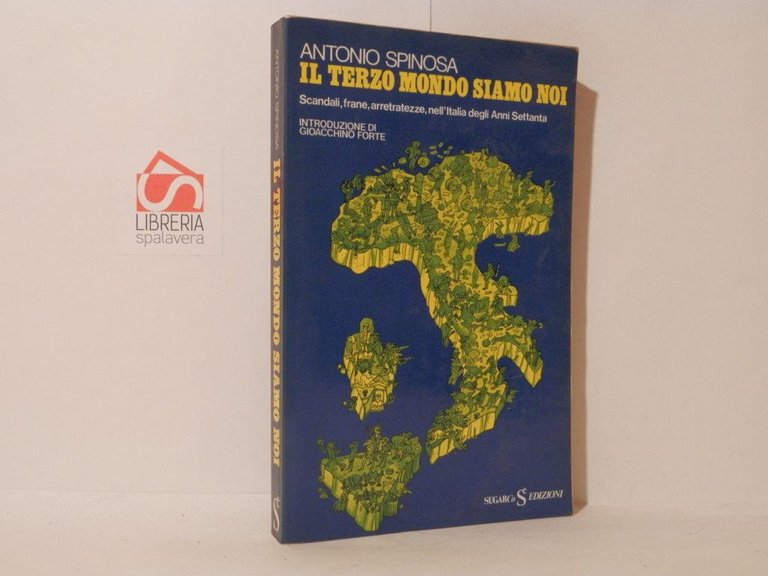 ANTONIO SPINOSA
IL TERZO MONDO SIAMO NOI
Scandali, frane, arretratezze, nell'Italia degli Anni Settanta
INTRODUZIONE DI
GIOACCHINO FORTE
SUGARCo EDIZIONI
ANTONIO SPINOSA
IL TERZO MONDO SIAMO NOI
LIBRERIA
spalavera